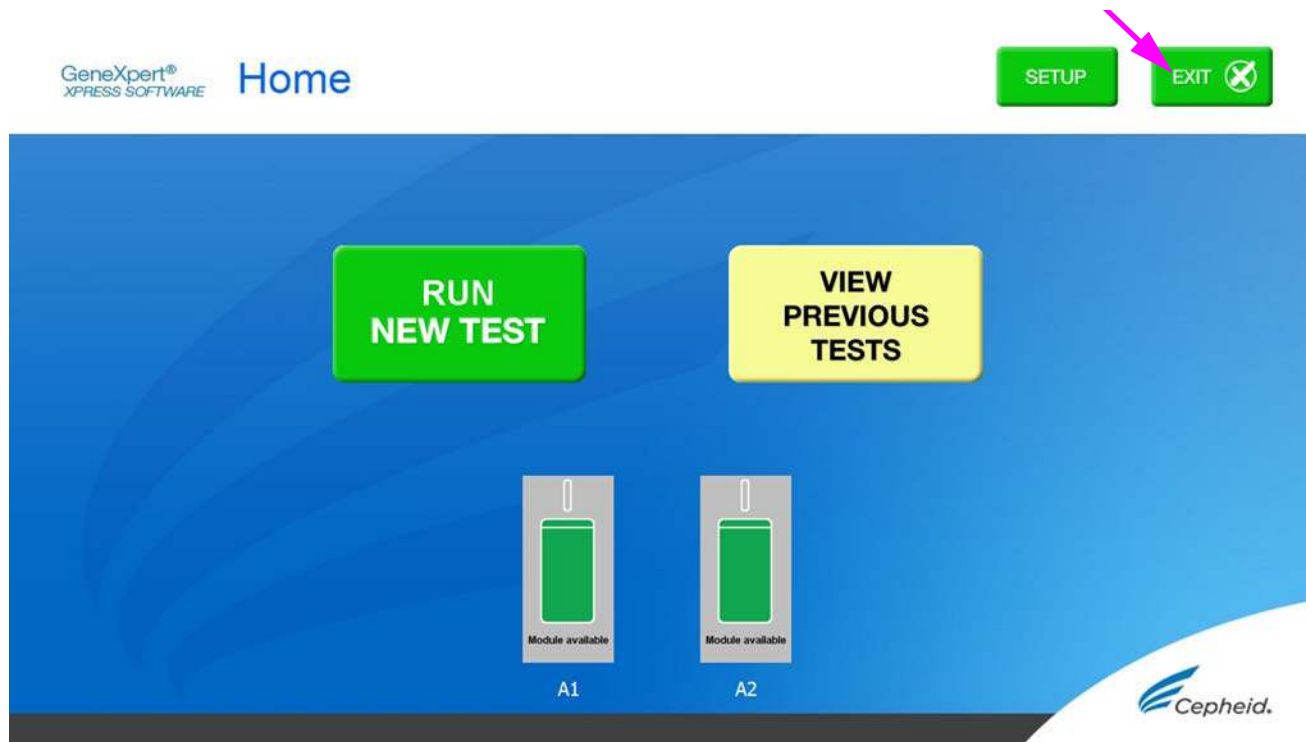 GeneXpert®
XPRESS SOFTWARE
Home
SETUP
EXIT
RUN
NEW TEST
VIEW
PREVIOUS
TESTS
Module available
Module available
A1
A2
Cepheid.